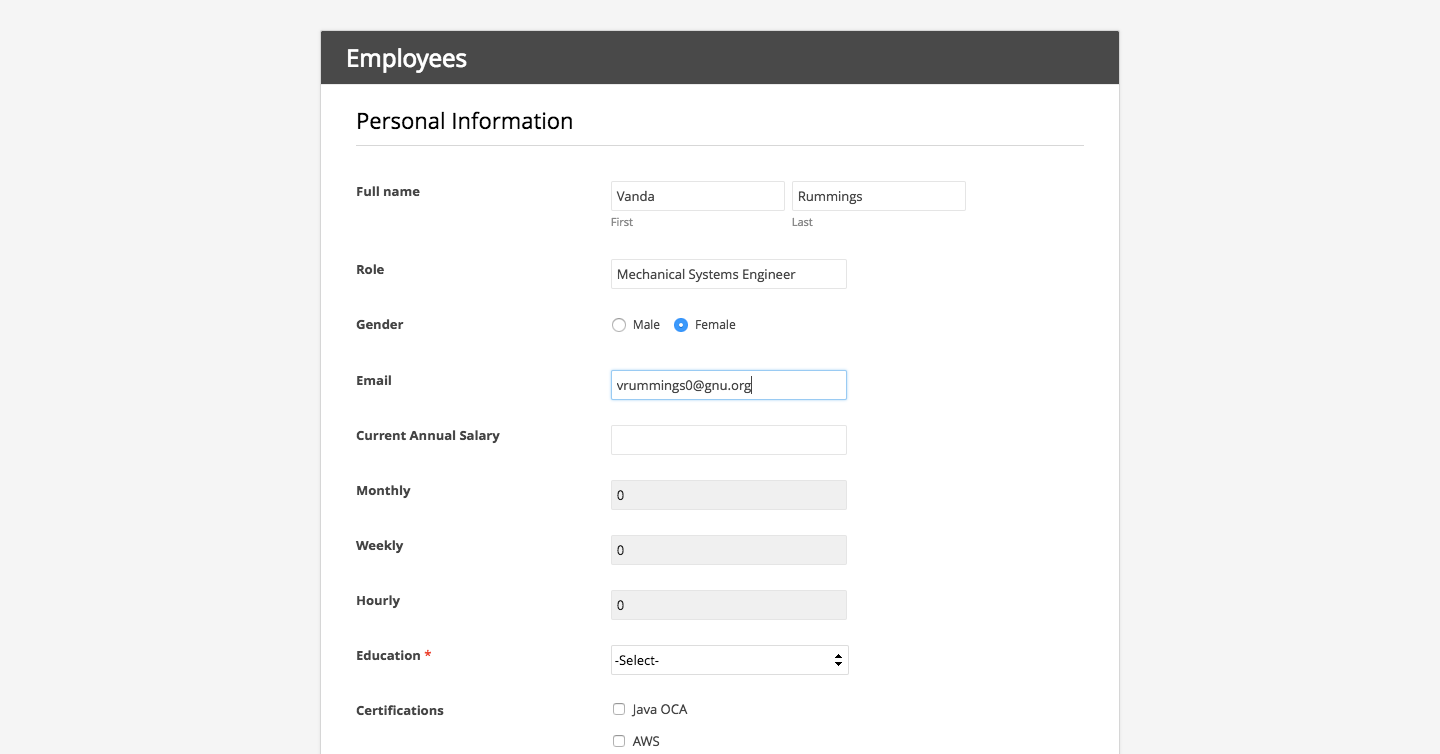 Employees
Personal Information
Full name
Vanda Rummings
First Last
Role Mechanical Systems Engineer
Gender Male Female
Email vrummings0@gnu.org
Current Annual Salary
Monthly 0
Weekly 0
Hourly 0
Education * -Select-
Certifications Java OCA
AWS